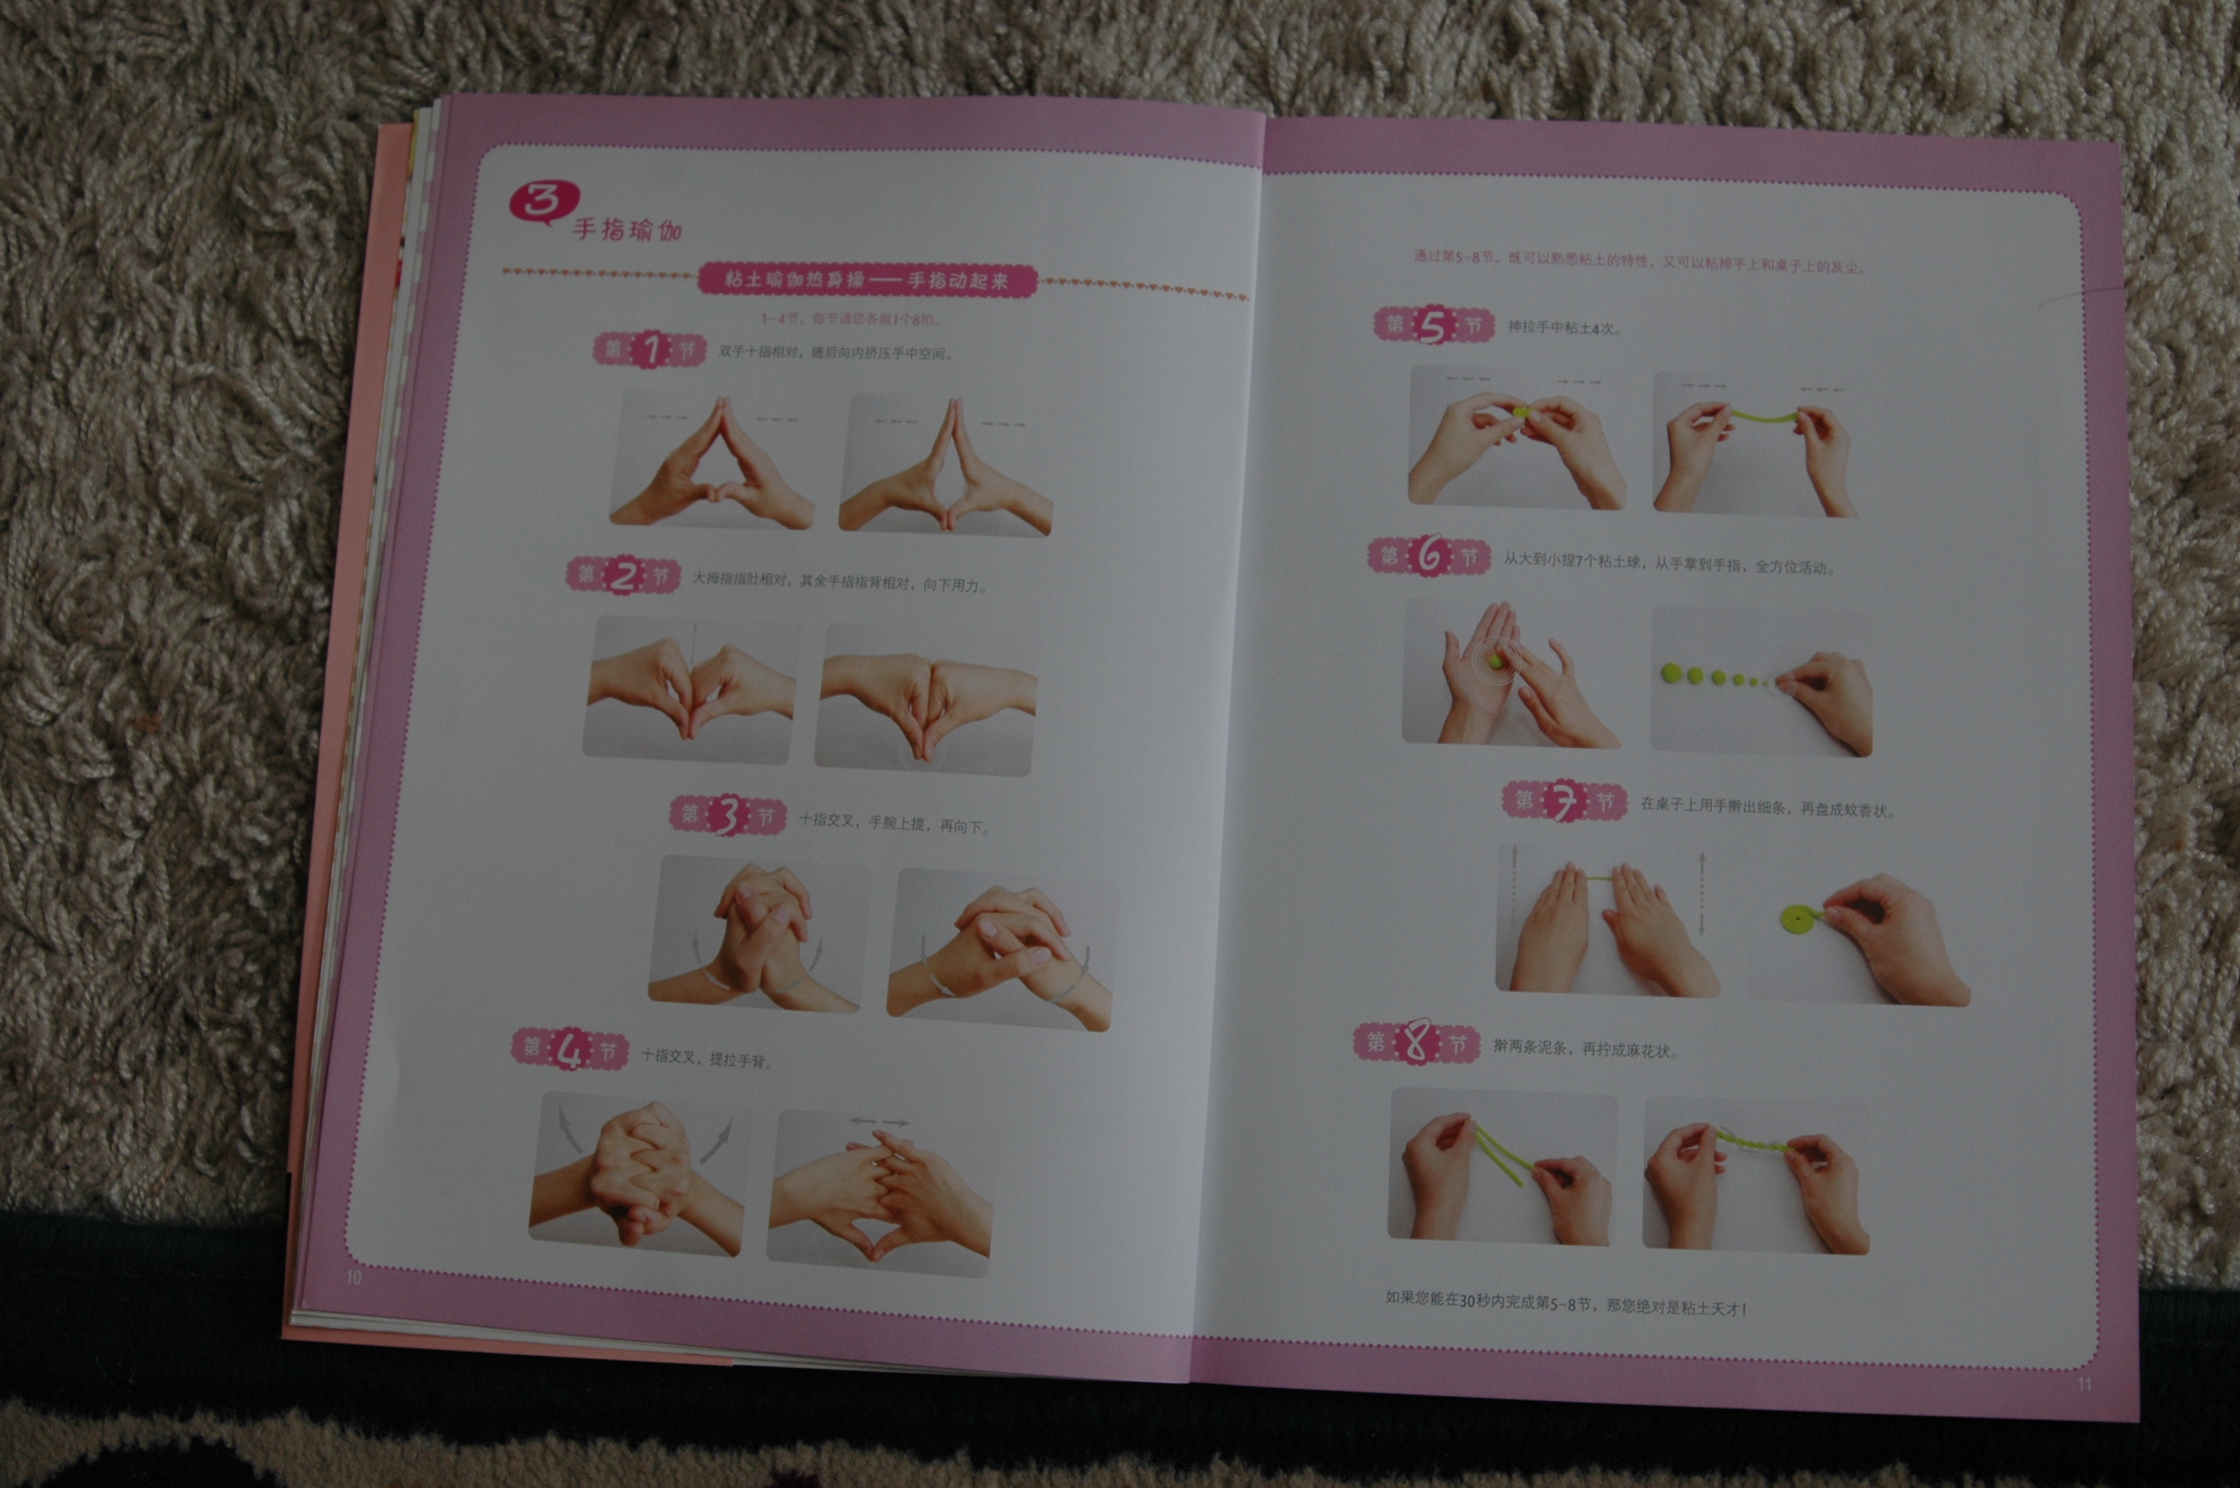 3 手指瑜伽
粘土瑜伽热身操——手指动起来
1-4节，每节请您各做1个8拍。
第1节 双手十指相对，随后向内挤压手中空间。
第2节 大拇指指肚相对，其余手指指背相对，向下用力。
第3节 十指交叉，手腕上提，再向下。
第4节 十指交叉，提拉手背。
10
通过第5-8节，既可以熟悉粘土的特性，又可以粘掉手上和桌子上的灰尘。
第5节 抻拉手中粘土4次。
第6节 从大到小捏7个粘土球，从手掌到手指，全方位活动。
第7节 在桌子上用手擀出细条，再盘成蚊香状。
第8节 擀两条泥条，再拧成麻花状。
如果您能在30秒内完成第5-8节，那您绝对是粘土天才！
11